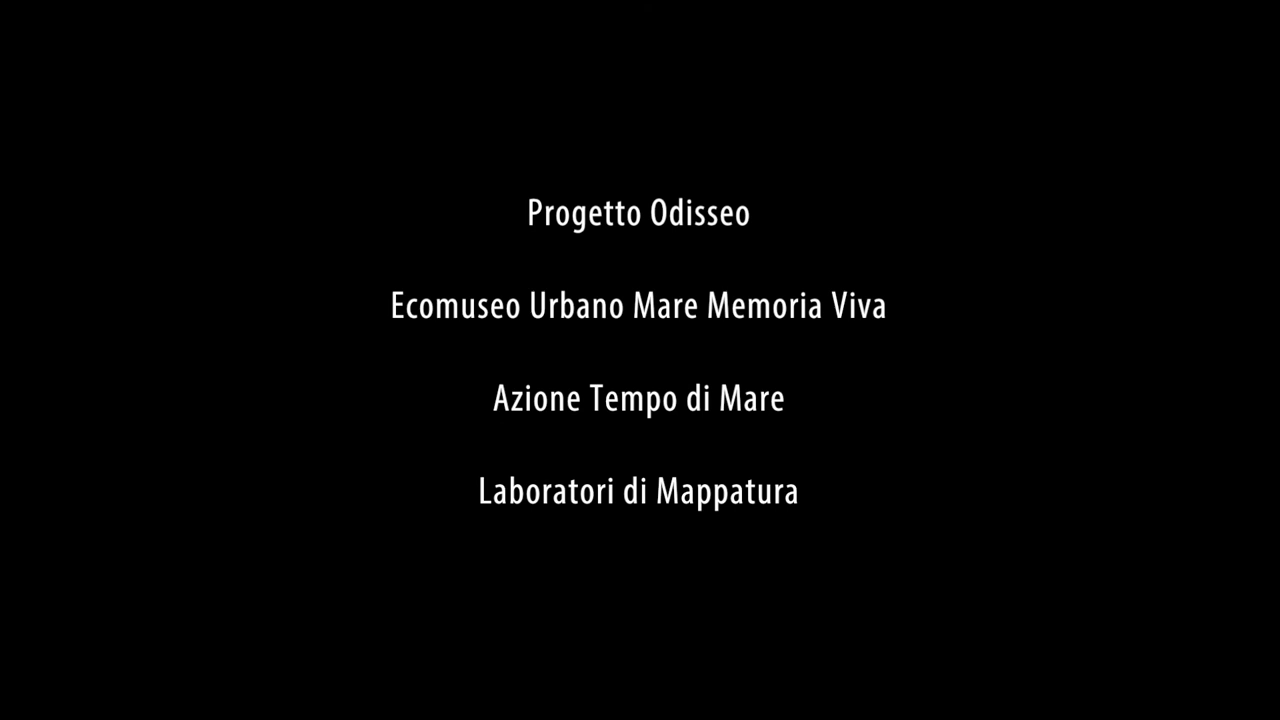 Progetto Odisseo
Ecomuseo Urbano Mare Memoria Viva
Azione Tempo di Mare
Laboratori di Mappatura